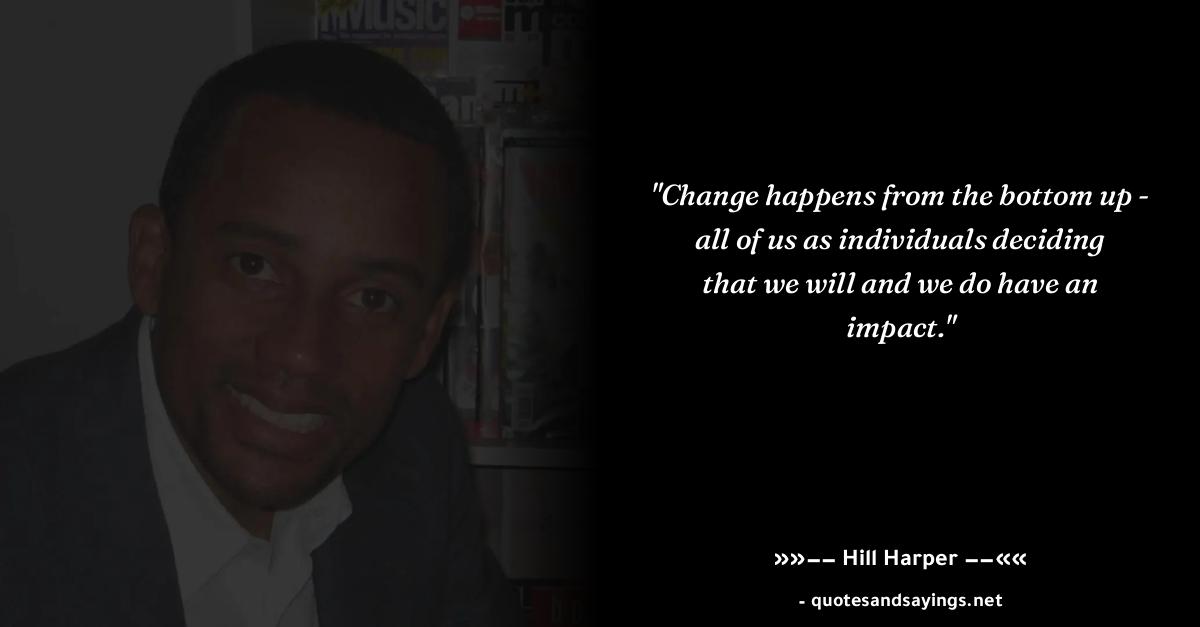 MUSIC
"Change happens from the bottom up -
all of us as individuals deciding
that we will and we do have an
impact."
»»–– Hill Harper ––««
- quotesandsayings.net